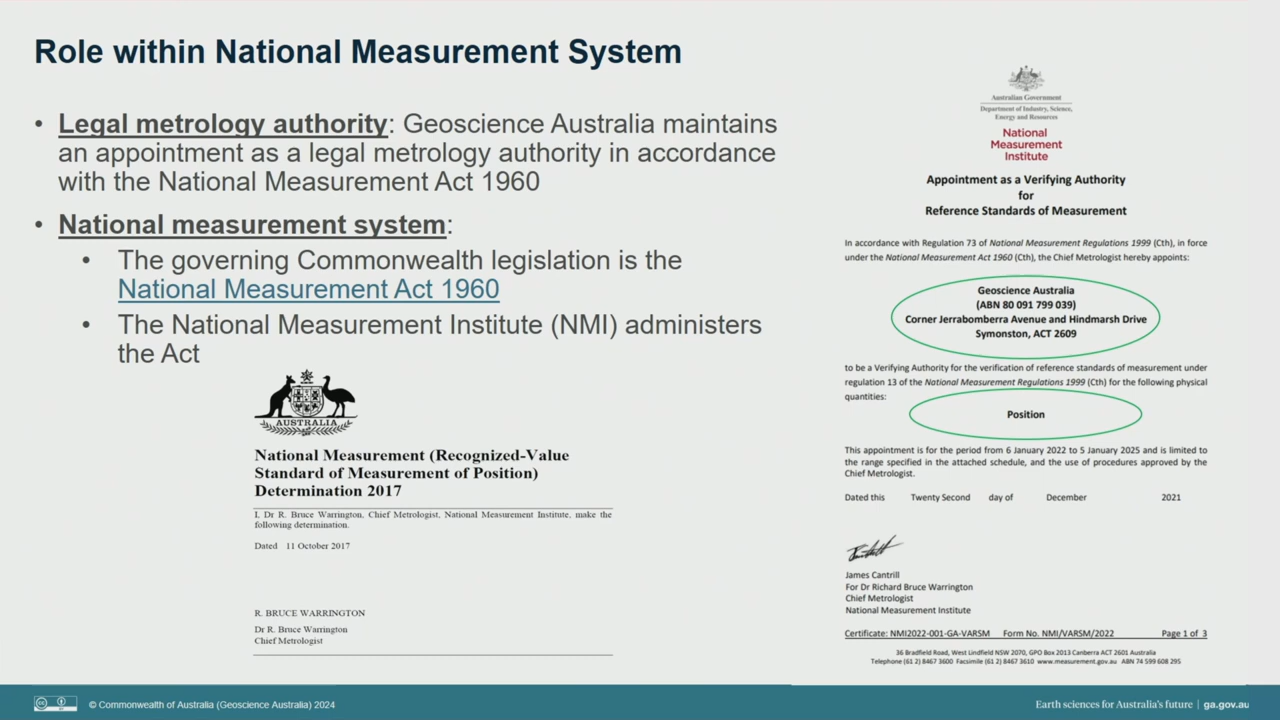 Role within National Measurement System
• Legal metrology authority: Geoscience Australia maintains
an appointment as a legal metrology authority in accordance
with the National Measurement Act 1960
• National measurement system:
• The governing Commonwealth legislation is the
National Measurement Act 1960
• The National Measurement Institute (NMI) administers
the Act
AUSTRALIA
National Measurement (Recognized-Value
Standard of Measurement of Position)
Determination 2017
I, Dr R. Bruce Warrington, Chief Metrologist, National Measurement Institute, make the
following determination.
Dated 11 October 2017
R. BRUCE WARRINGTON
Dr R. Bruce Warrington
Chief Metrologist
Australian Government
Department of Industry, Science,
Energy and Resources
National
Measurement
Institute
Appointment as a Verifying Authority
for
Reference Standards of Measurement
In accordance with Regulation 73 of National Measurement Regulations 1999 (Cth), in force
under the National Measurement Act 1960 (Cth), the Chief Metrologist hereby appoints:
Geoscience Australia
(ABN 80 091 799 039)
Corner Jerrabomberra Avenue and Hindmarsh Drive
Symonston, ACT 2609
to be a Verifying Authority for the verification of reference standards of measurement under
regulation 13 of the National Measurement Regulations 1999 (Cth) for the following physical
quantities:
Position
This appointment is for the period from 6 January 2022 to 5 January 2025 and is limited to
the range specified in the attached schedule, and the use of procedures approved by the
Chief Metrologist.
Dated this Twenty Second day of December 2021
James Cantrill
For Dr Richard Bruce Warrington
Chief Metrologist
National Measurement Institute
Certificate: NMI2022-001-GA-VARSM Form No. NMI/VARSM/2022 Page 1 of 3
36 Bradfield Road, West Lindfield NSW 2070, GPO Box 2013 Canberra ACT 2601 Australia
Telephone (61 2) 8467 3600 Facsimile (61 2) 8467 3610 www.measurement.gov.au ABN 74 599 608 295
© Commonwealth of Australia (Geoscience Australia) 2024
Earth sciences for Australia's future | ga.gov.au